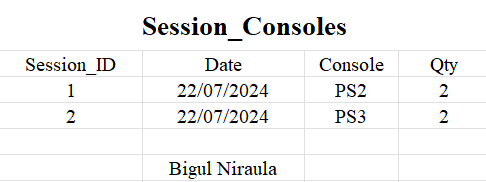 Session_Consoles
Session_ID Date Console Qty
1 22/07/2024 PS2 2
2 22/07/2024 PS3 2
Bigul Niraula